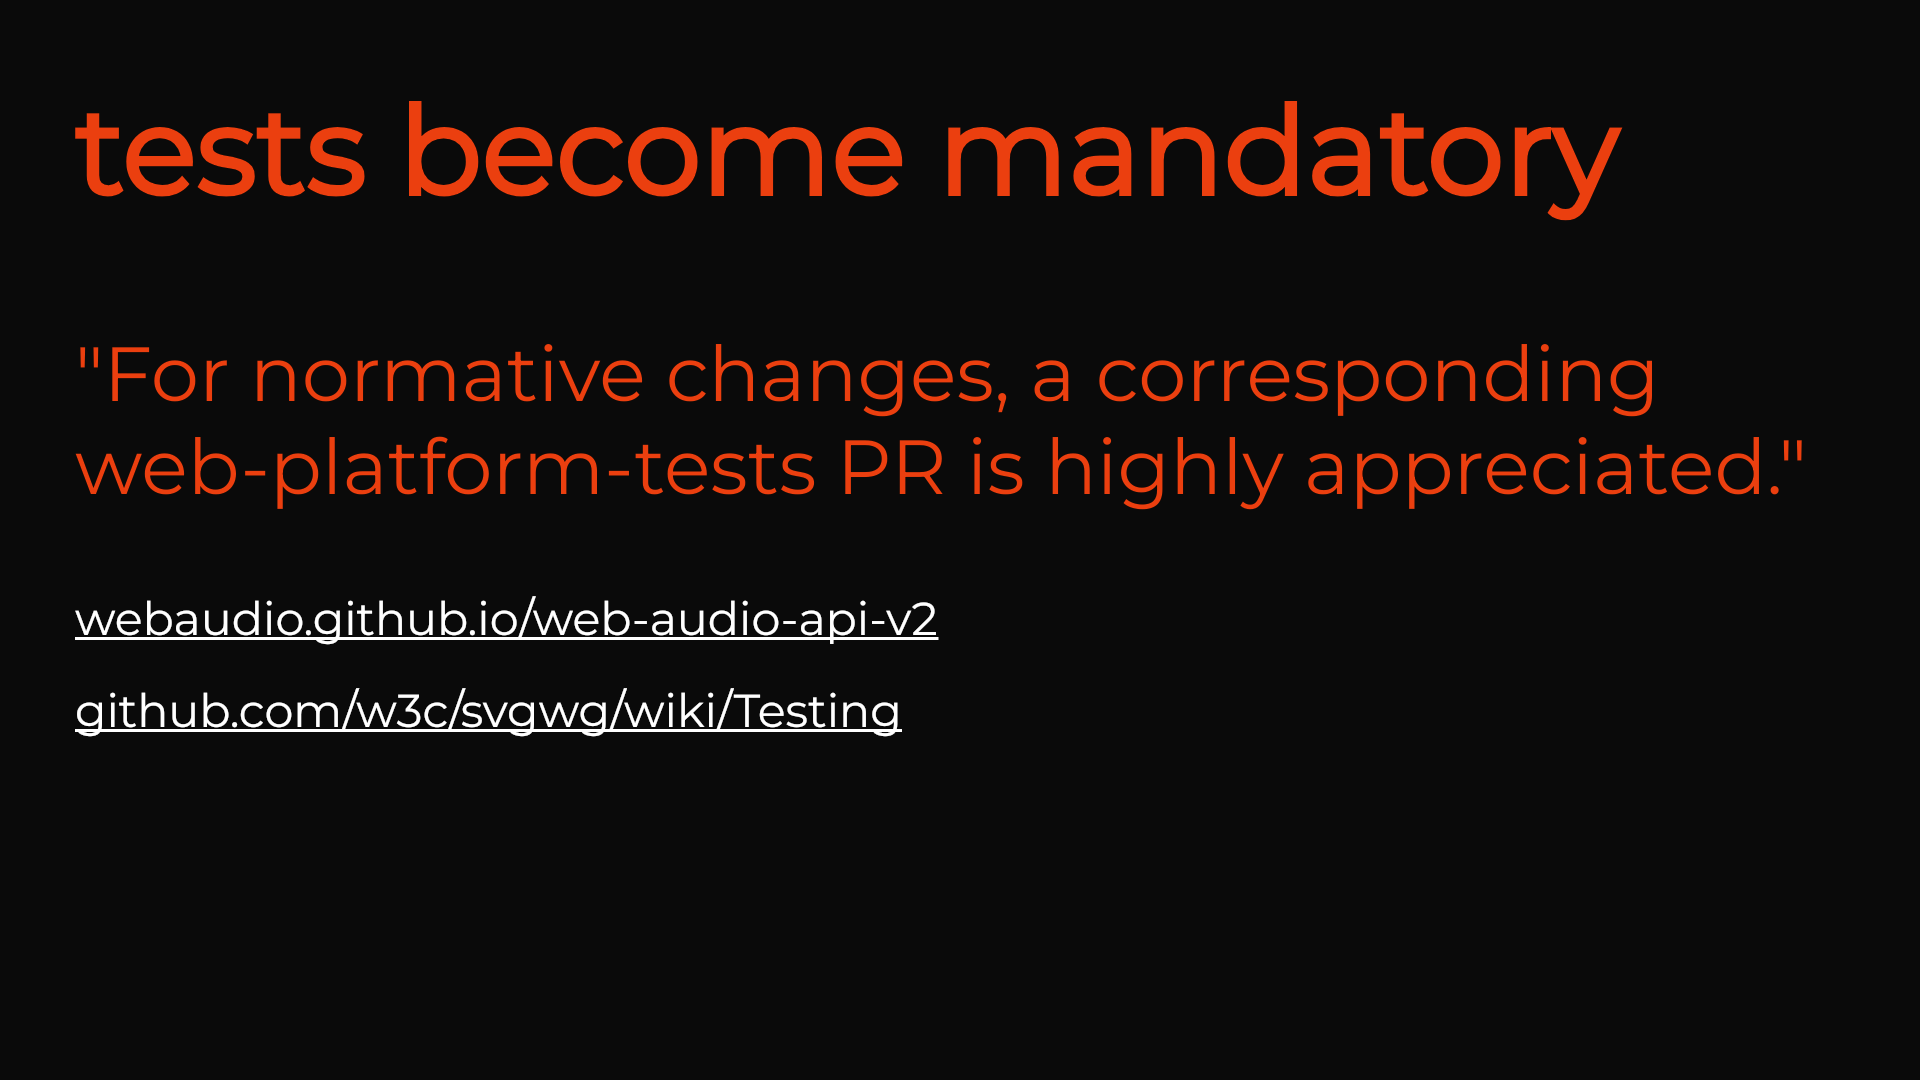 tests become mandatory
"For normative changes, a corresponding
web-platform-tests PR is highly appreciated."
webaudio.github.io/web-audio-api-v2
github.com/w3c/svgwg/wiki/Testing